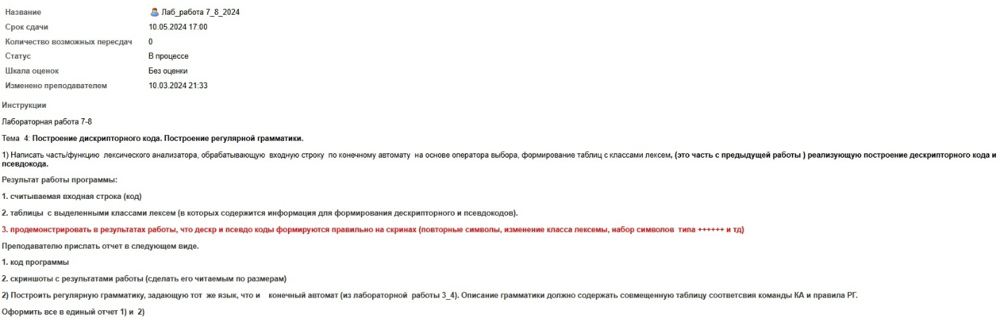 Название Лаб_работа 7_8_2024
Срок сдачи 10.05.2024 17:00
Количество возможных пересдач 0
Статус В процессе
Шкала оценок Без оценки
Изменено преподавателем 10.03.2024 21:33
Инструкции
Лабораторная работа 7-8
Тема 4: Построение дискрипторного кода. Построение регулярной грамматики.
1) Написать часть/функцию лексического анализатора, обрабатывающую входную строку по конечному автомату на основе оператора выбора, формирование таблиц с классами лексем, (это часть с предыдущей работы ) реализующую построение дескрипторного кода и
псевдокода.
Результат работы программы:
1. считываемая входная строка (код)
2. таблицы с выделенными классами лексем (в которых содержится информация для формирования дескрипторного и псевдокодов).
3. продемонстрировать в результатах работы, что дескр и псевдо коды формируются правильно на скринах (повторные символы, изменение класса лексемы, набор символов типа ++++++ и тд)
Преподавателю прислать отчет в следующем виде.
1. код программы
2. скриншоты с результатами работы (сделать его читаемым по размерам)
2) Построить регулярную грамматику, задающую тот же язык, что и конечный автомат (из лабораторной работы 3_4). Описание грамматики должно содержать совмещенную таблицу соответсвия команды КА и правила РГ.
Оформить все в единый отчет 1) и 2)